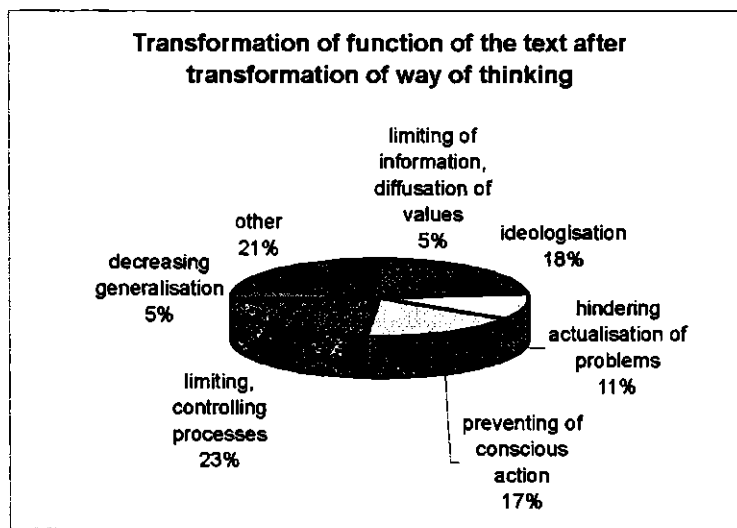 Transformation of function of the text after
transformation of way of thinking
limiting of
information,
diffusation of
values
5%
ideologisation
18%
hindering
actualisation of
problems
11%
preventing of
conscious
action
17%
limiting,
controlling
processes
23%
decreasing
generalisation
5%
other
21%